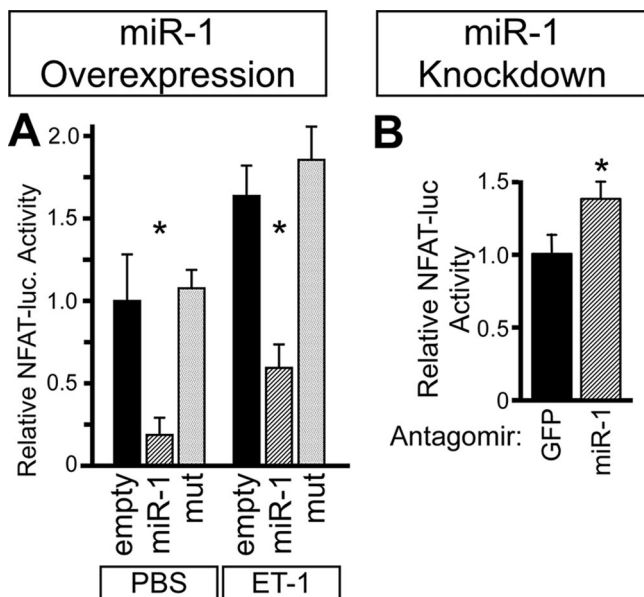 miR-1
Overexpression
miR-1
Knockdown
A
Relative NFAT-luc. Activity
2.0
1.5
1.0
0.5
0
*
*
empty
miR-1
mut
empty
miR-1
mut
PBS
ET-1
B
Relative NFAT-luc
Activity
1.5
1.0
0.5
0
*
Antagomir:
GFP
miR-1